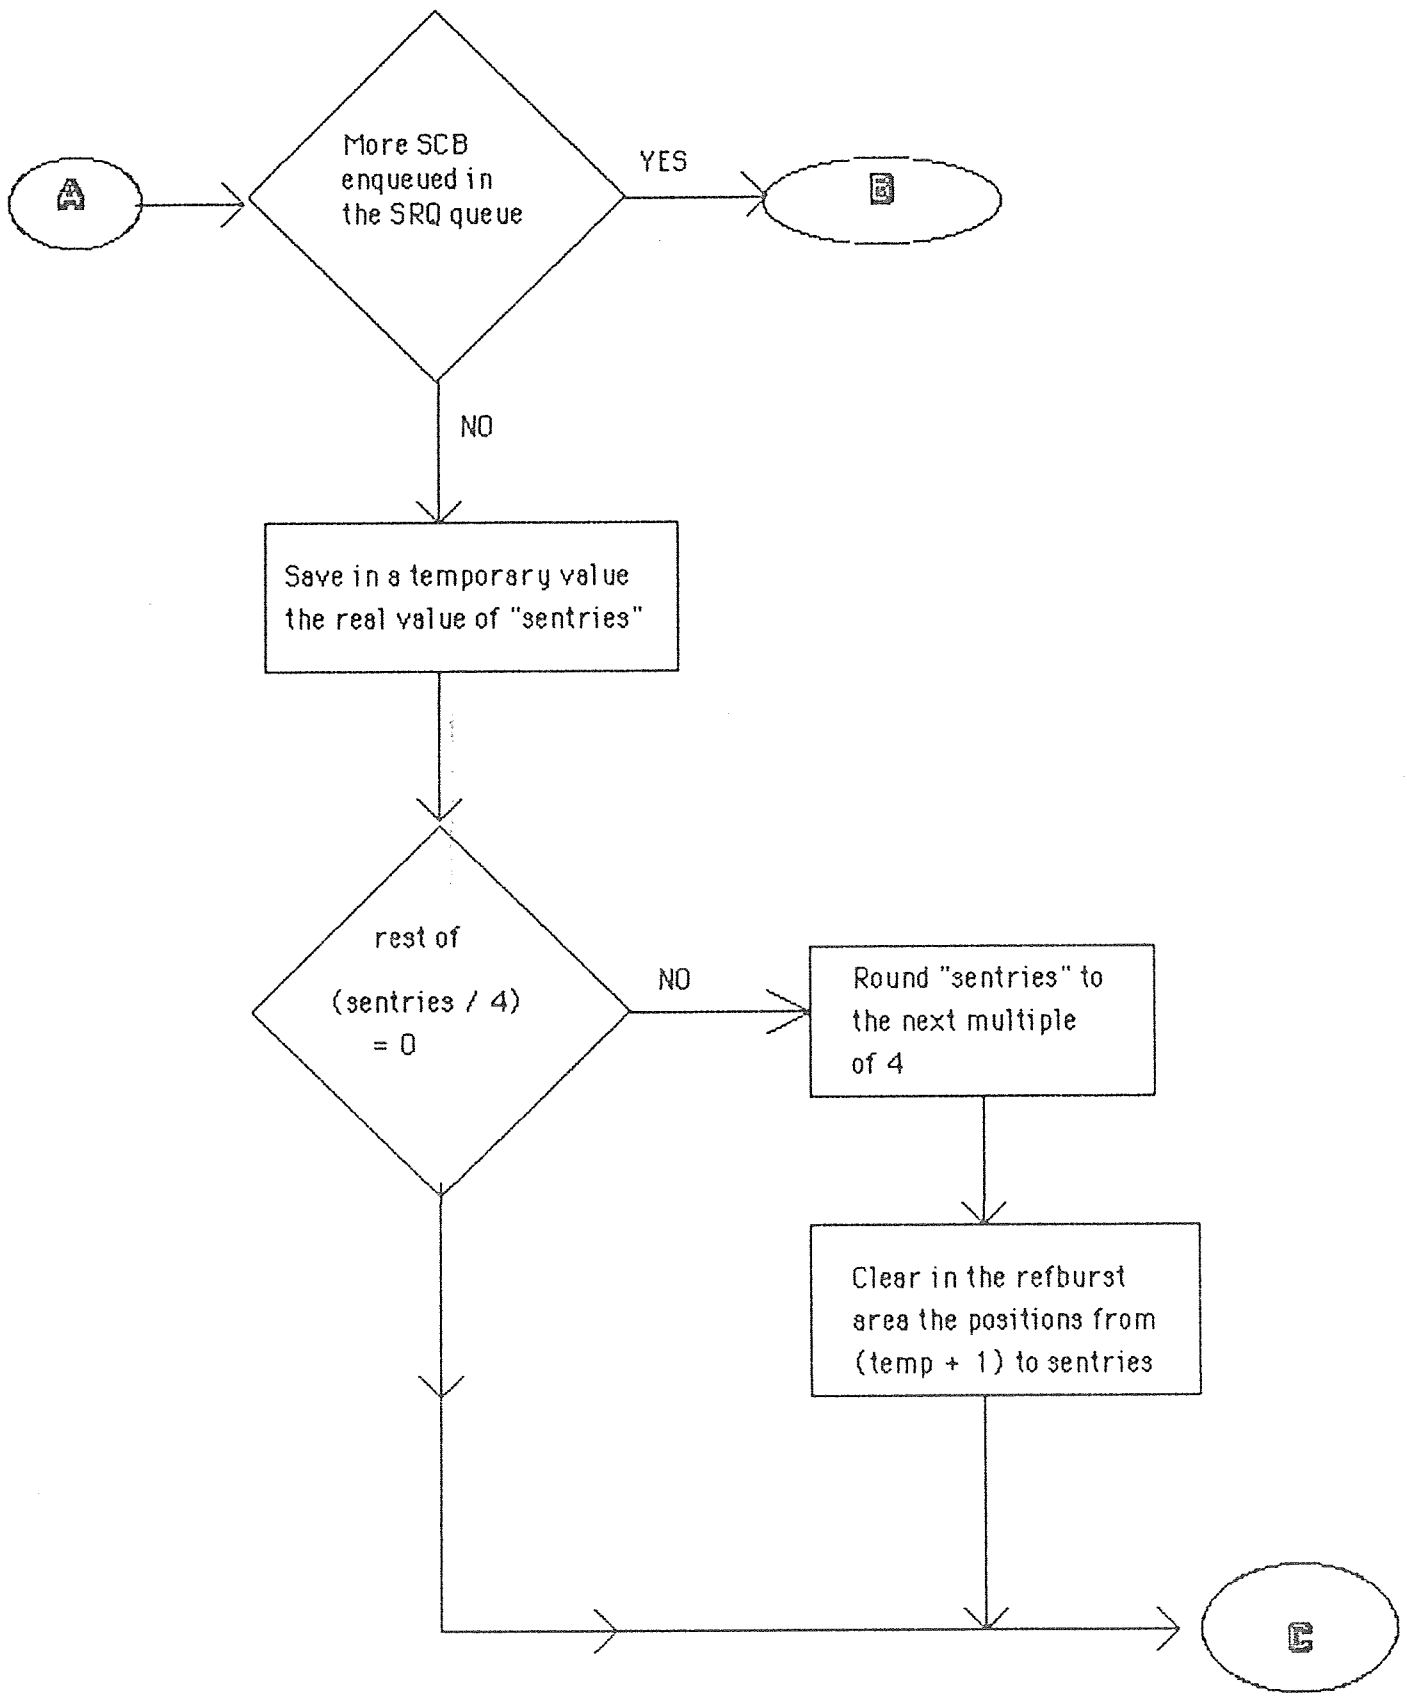 A
More SCB
enqueued in
the SRQ queue
YES
B
NO
Save in a temporary value
the real value of "sentries"
rest of
(sentries / 4)
= 0
NO
Round "sentries" to
the next multiple
of 4
Clear in the refburst
area the positions from
(temp + 1) to sentries
C